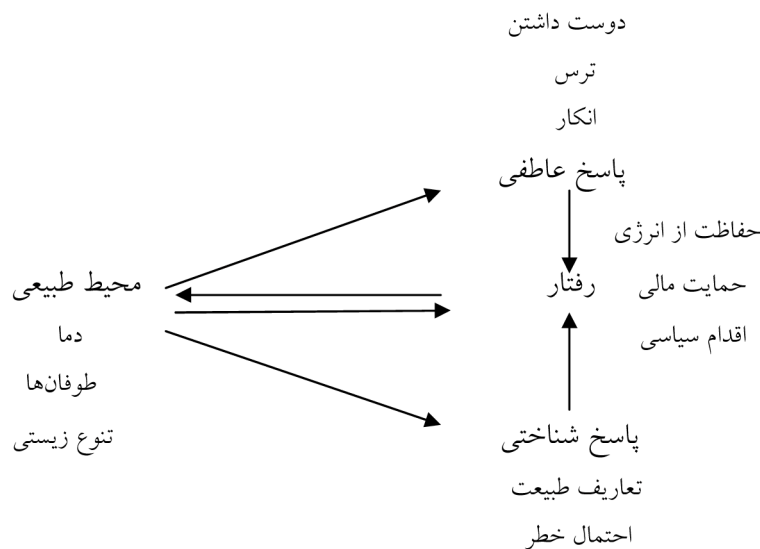 دوست داشتن
ترس
انکار
پاسخ عاطفی
حفاظت از انرژی
محیط طبیعی
رفتار
حمایت مالی
دما
اقدام سیاسی
طوفان‌ها
تنوع زیستی
پاسخ شناختی
تعاریف طبیعت
احتمال خطر